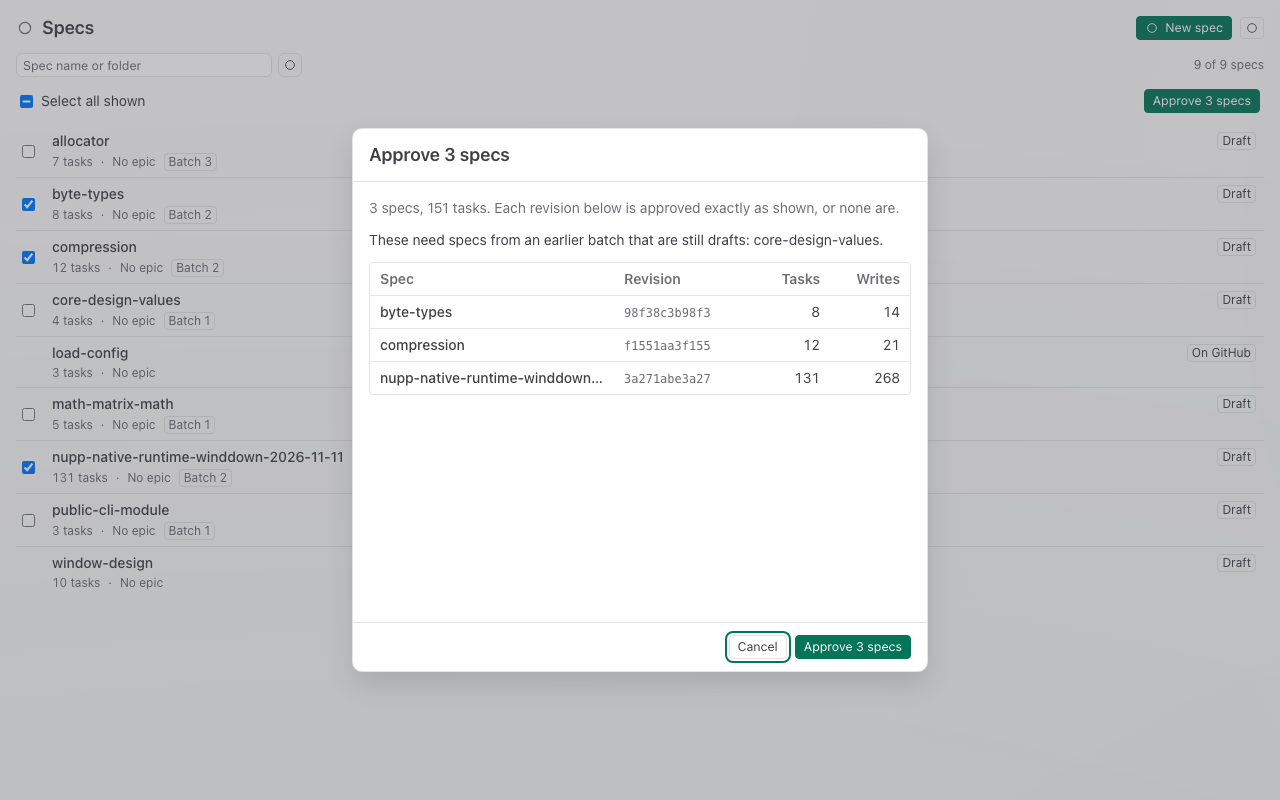 Specs
New spec
Spec name or folder
9 of 9 specs
Select all shown
Approve 3 specs
allocator
Draft
7 tasks · No epic Batch 3
byte-types
Draft
8 tasks · No epic Batch 2
compression
Draft
12 tasks · No epic Batch 2
core-design-values
Draft
4 tasks · No epic Batch 1
load-config
On GitHub
3 tasks · No epic
math-matrix-math
Draft
5 tasks · No epic Batch 1
nupp-native-runtime-winddown-2026-11-11
Draft
131 tasks · No epic Batch 2
public-cli-module
Draft
3 tasks · No epic Batch 1
window-design
Draft
10 tasks · No epic
Approve 3 specs
3 specs, 151 tasks. Each revision below is approved exactly as shown, or none are.
These need specs from an earlier batch that are still drafts: core-design-values.
Spec Revision Tasks Writes
byte-types 98f38c3b98f3 8 14
compression f1551aa3f155 12 21
nupp-native-runtime-winddown... 3a271abe3a27 131 268
Cancel Approve 3 specs